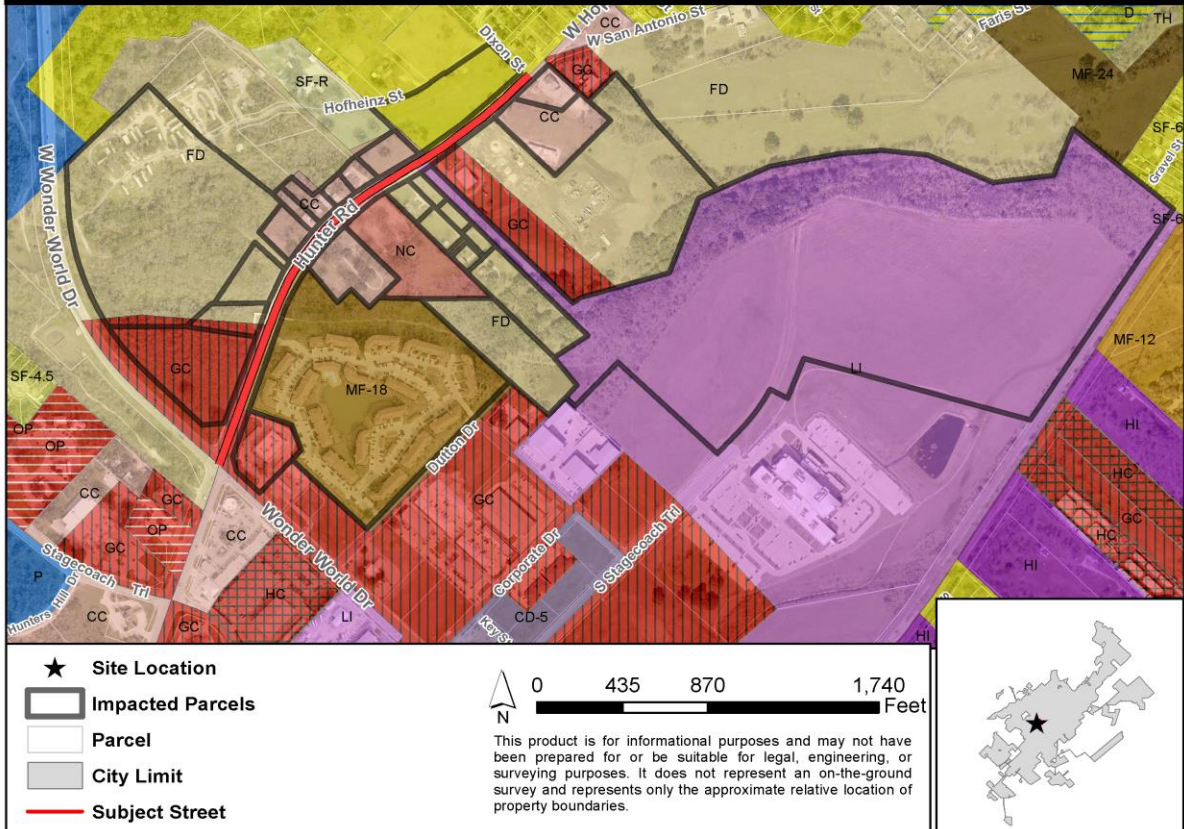 W Hop
CC
W San Antonio St
Faris St
D
TH
Dixon St
GC
MF-24
SF-R
Hofheinz St
CC
FD
SF-6
Gravel St
FD
W Wonder World Dr
CC
Hunter Rd
GC
NC
SF-6
FD
GC
MF-12
SF-4.5
MF-18
LI
OP
OP
Dutton Dr
HI
CC
GC
GC
HC
OP
CC
GC
Wonder World Dr
GC
HC
Corporate Dr
S Stagecoach Trl
HI
P
Stagecoach Trl
Hunters Hill Dr
CC
GC
HC
LI
Key St
CD-5
HI
Site Location
Impacted Parcels
Parcel
City Limit
Subject Street
N
0 435 870 1,740
Feet
This product is for informational purposes and may not have
been prepared for or be suitable for legal, engineering, or
surveying purposes. It does not represent an on-the-ground
survey and represents only the approximate relative location of
property boundaries.